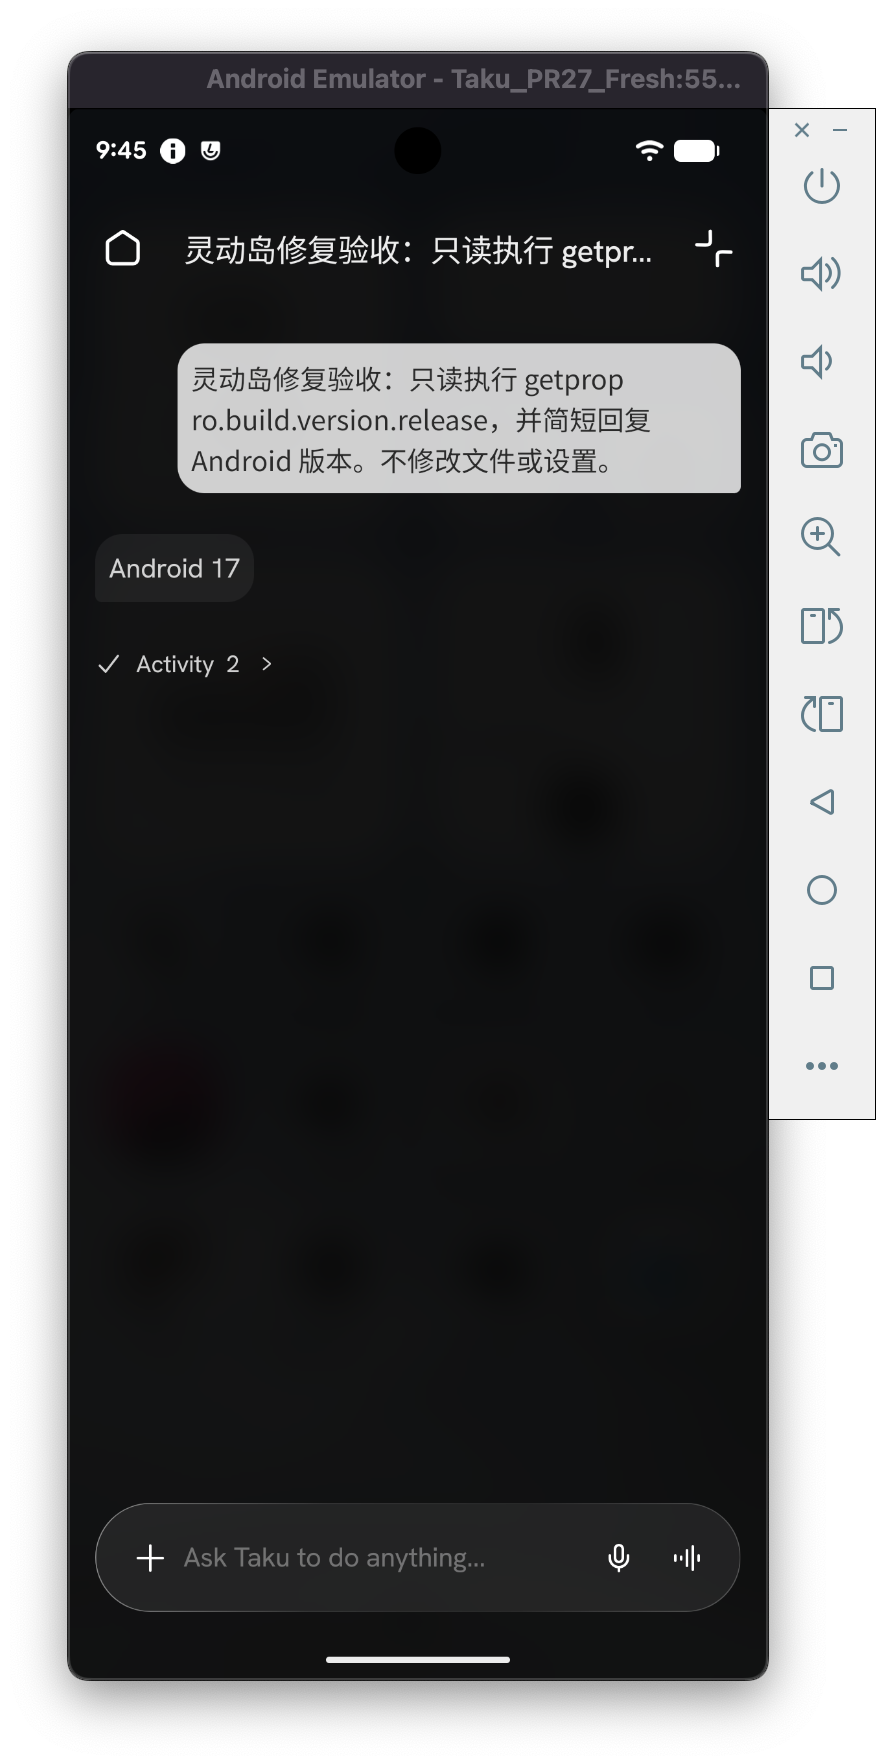 Android Emulator - Taku_PR27_Fresh:55...
9:45
灵动岛修复验收：只读执行 getpr...
灵动岛修复验收：只读执行 getprop
ro.build.version.release，并简短回复
Android 版本。不修改文件或设置。
Android 17
Activity 2
Ask Taku to do anything...